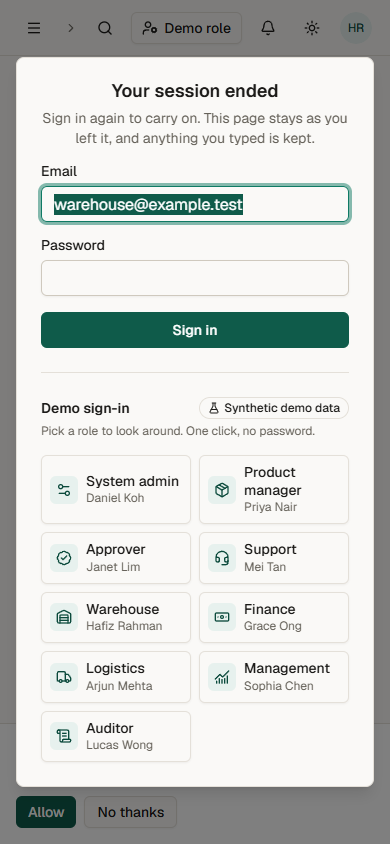 Demo role
HR
Your session ended
Sign in again to carry on. This page stays as you
left it, and anything you typed is kept.
Email
warehouse@example.test
Password
Sign in
Demo sign-in
Synthetic demo data
Pick a role to look around. One click, no password.
System admin
Daniel Koh
Product
manager
Priya Nair
Approver
Janet Lim
Support
Mei Tan
Warehouse
Hafiz Rahman
Finance
Grace Ong
Logistics
Arjun Mehta
Management
Sophia Chen
Auditor
Lucas Wong
Allow
No thanks